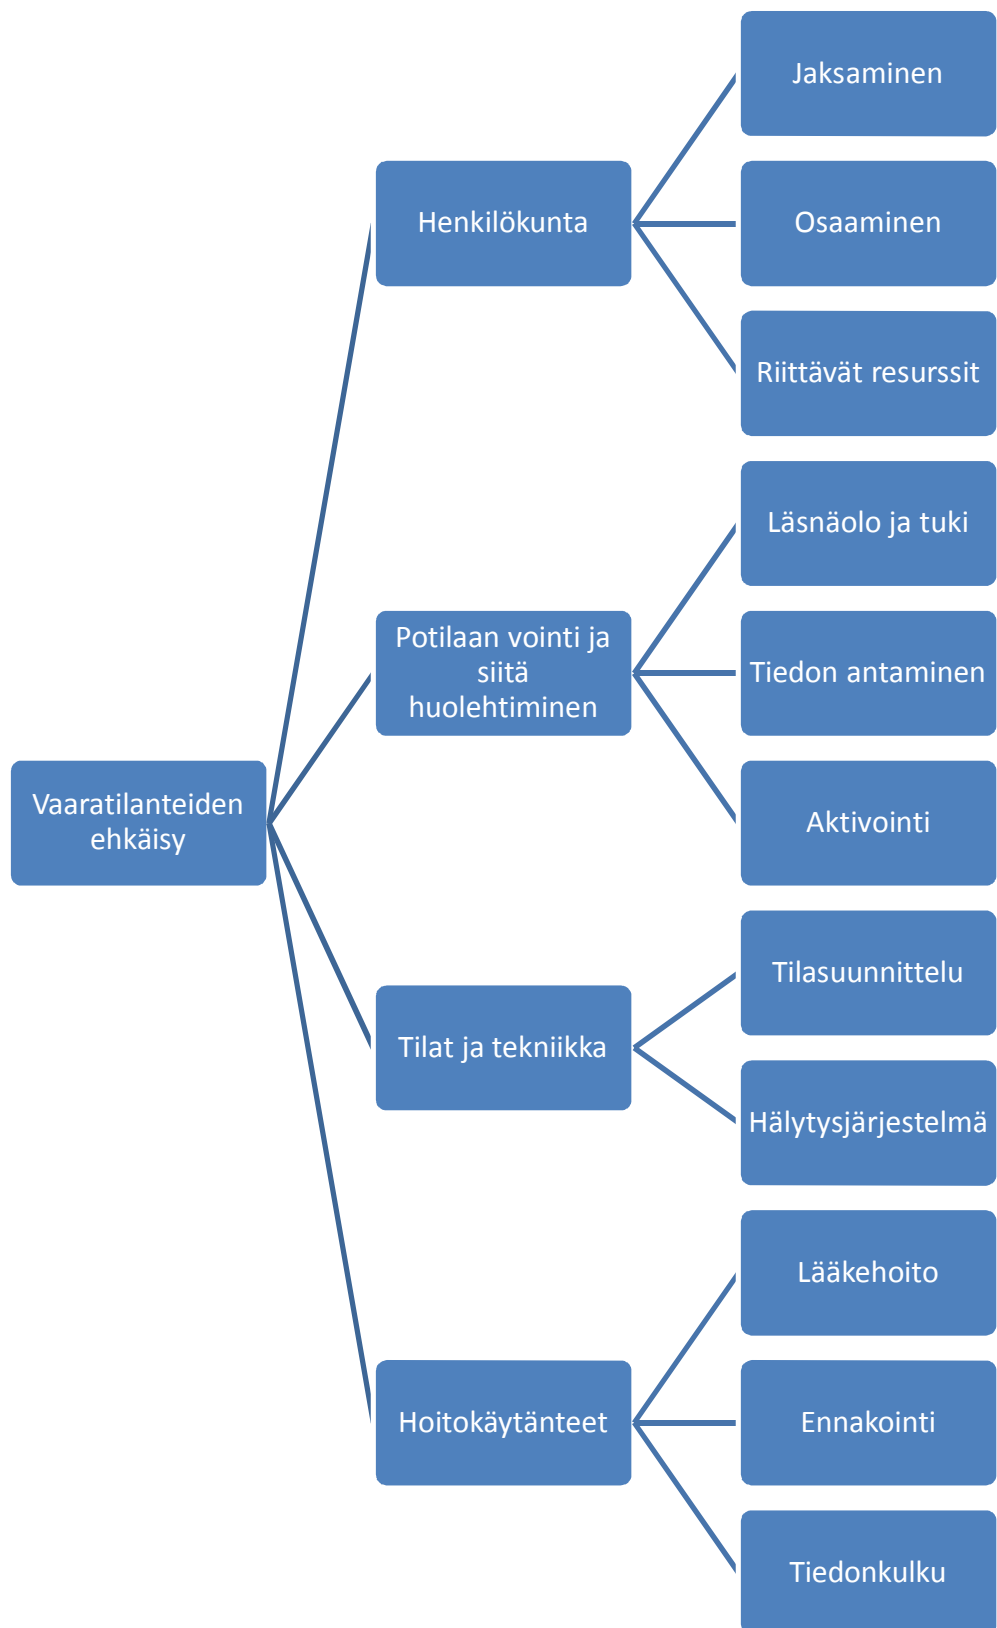 Vaaratilanteiden
ehkäisy
Henkilökunta
Jaksaminen
Osaaminen
Riittävät resurssit
Potilaan vointi ja
siitä
huolehtiminen
Läsnäolo ja tuki
Tiedon antaminen
Aktivointi
Tilat ja tekniikka
Tilasuunnittelu
Hälytysjärjestelmä
Hoitokäytänteet
Lääkehoito
Ennakointi
Tiedonkulku